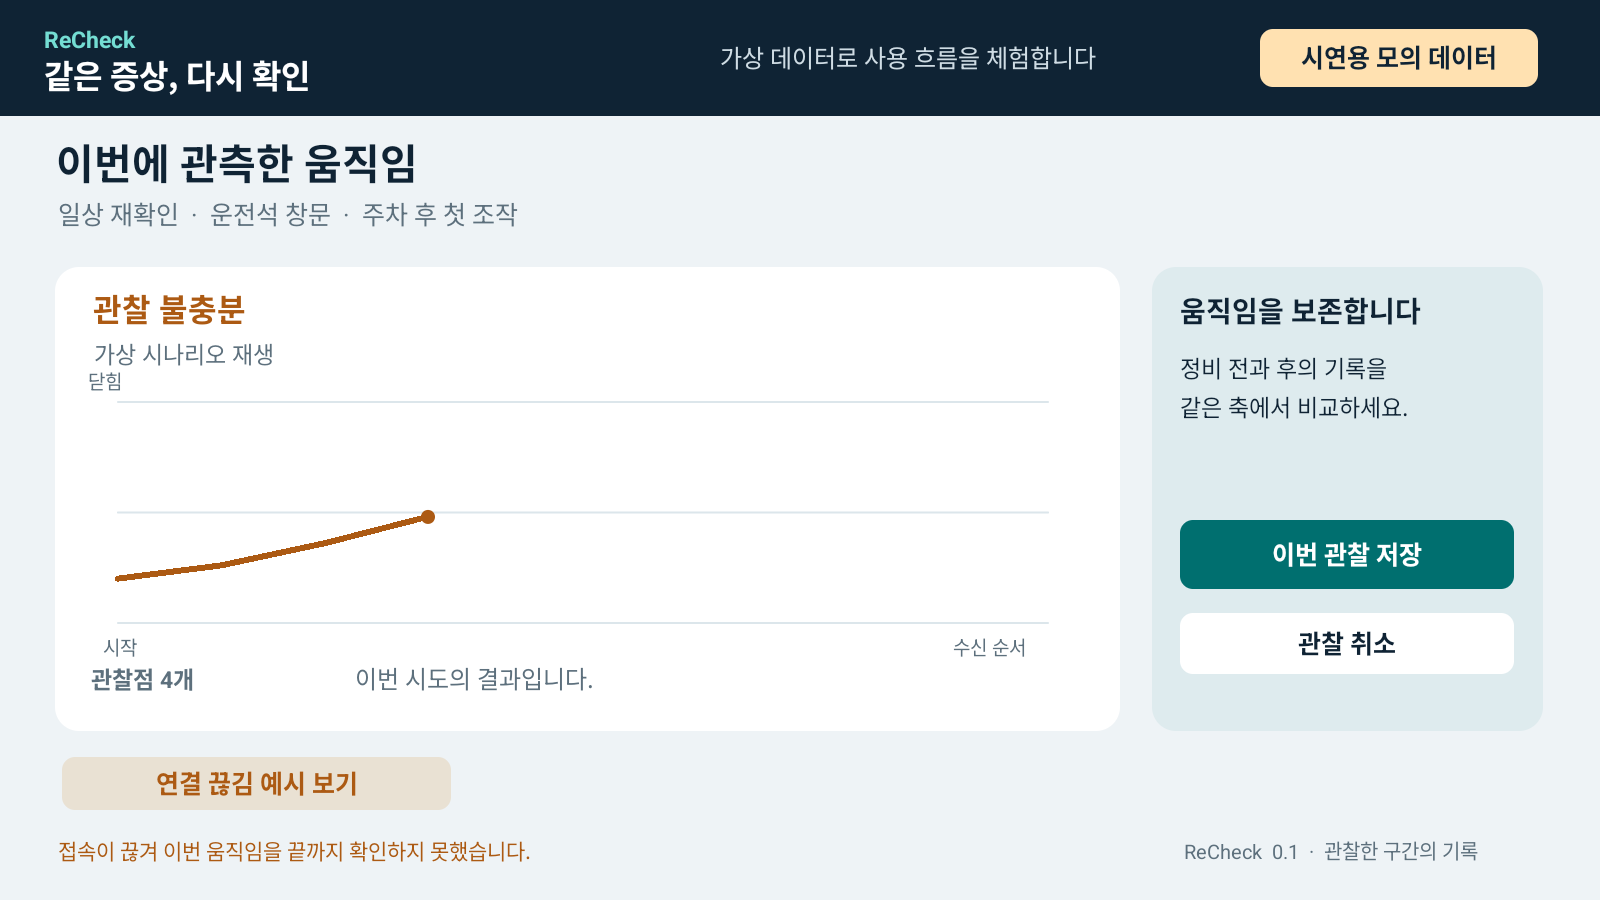 ReCheck
같은 증상, 다시 확인
가상 데이터로 사용 흐름을 체험합니다
시연용 모의 데이터
이번에 관측한 움직임
일상 재확인 · 운전석 창문 · 주차 후 첫 조작
관찰 불충분
가상 시나리오 재생
닫힘
시작
수신 순서
관찰점 4개
이번 시도의 결과입니다.
움직임을 보존합니다
정비 전과 후의 기록을
같은 축에서 비교하세요.
이번 관찰 저장
관찰 취소
연결 끊김 예시 보기
접속이 끊겨 이번 움직임을 끝까지 확인하지 못했습니다.
ReCheck 0.1 · 관찰한 구간의 기록